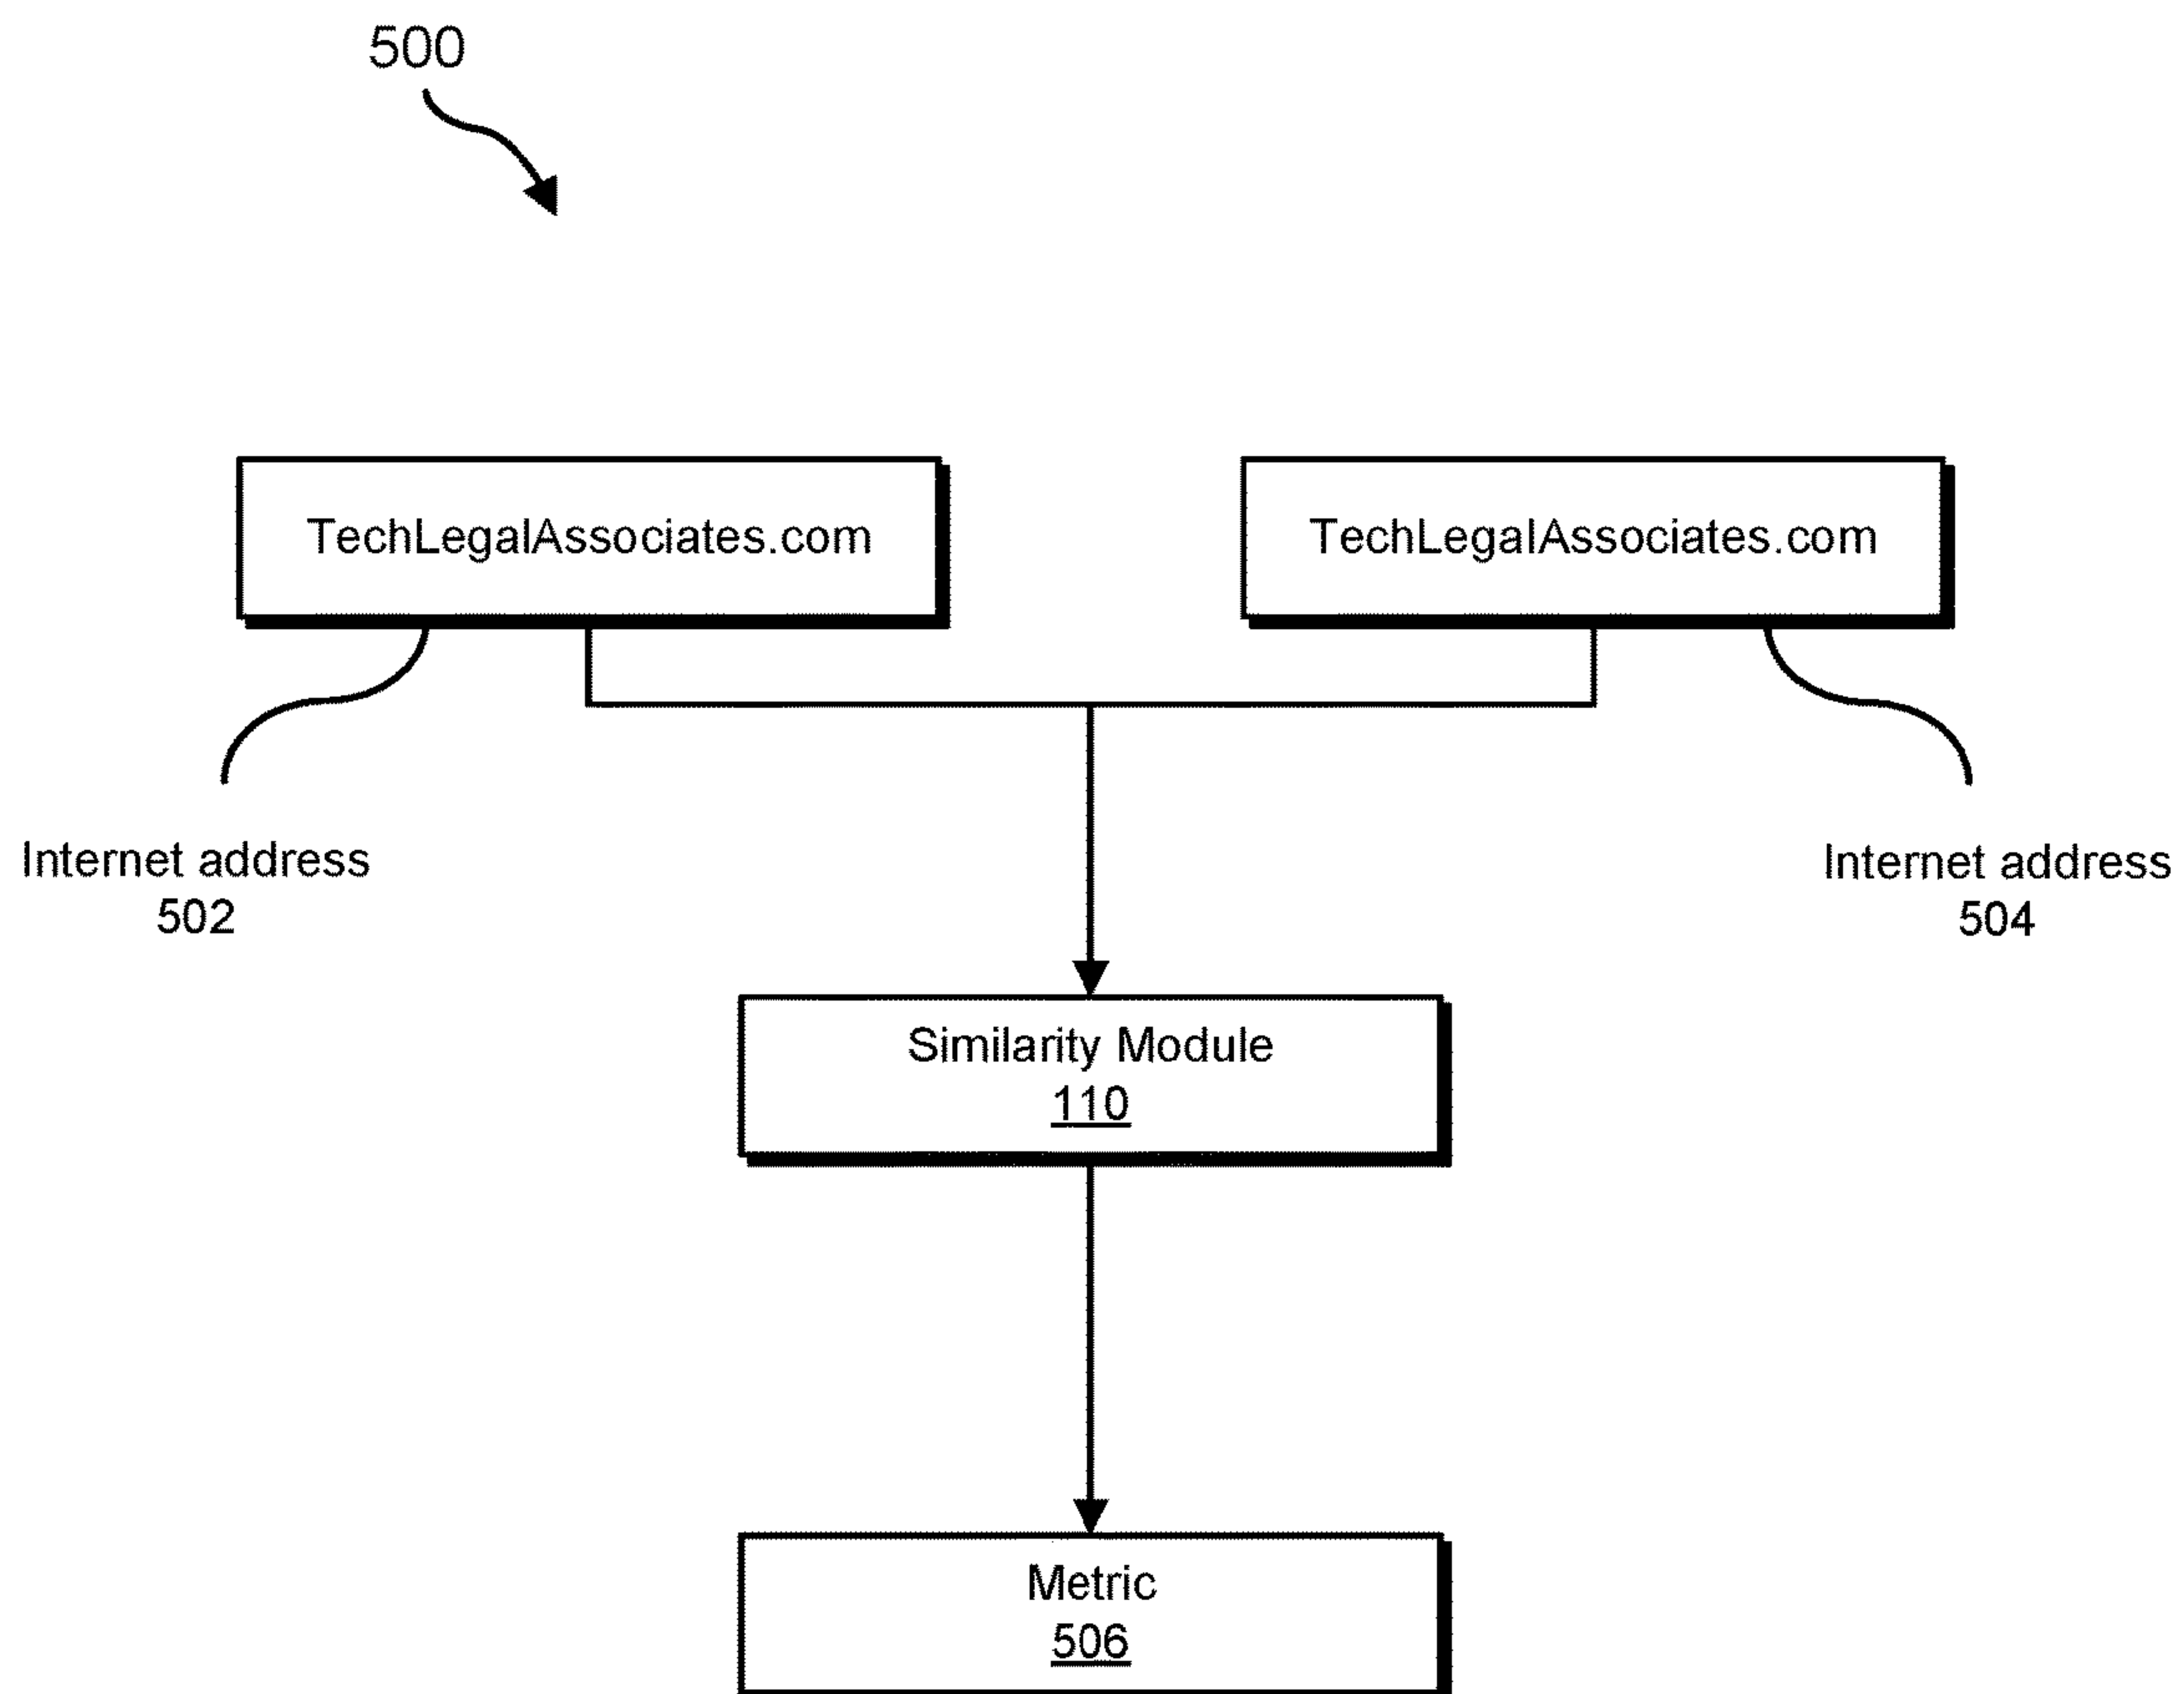 500
TechLegalAssociates.com
TechLegalAssociates.com
Internet address
502
Internet address
504
Similarity Module
110
Metric
506